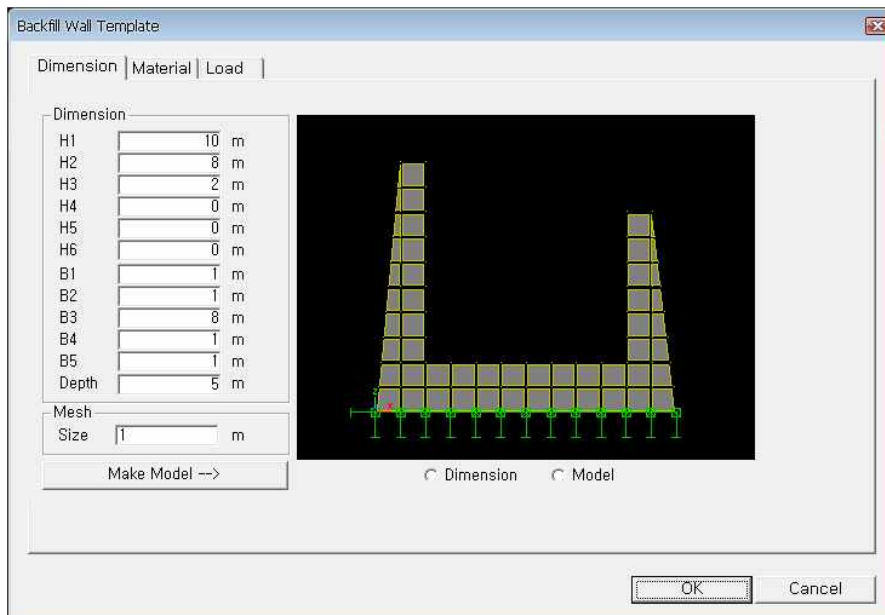 Backfill Wall Template
Dimension Material Load
Dimension
H1 10 m
H2 8 m
H3 2 m
H4 0 m
H5 0 m
H6 0 m
B1 1 m
B2 1 m
B3 8 m
B4 1 m
B5 1 m
Depth 5 m
Mesh
Size 1 m
Make Model -->
z
x
Dimension Model
OK Cancel